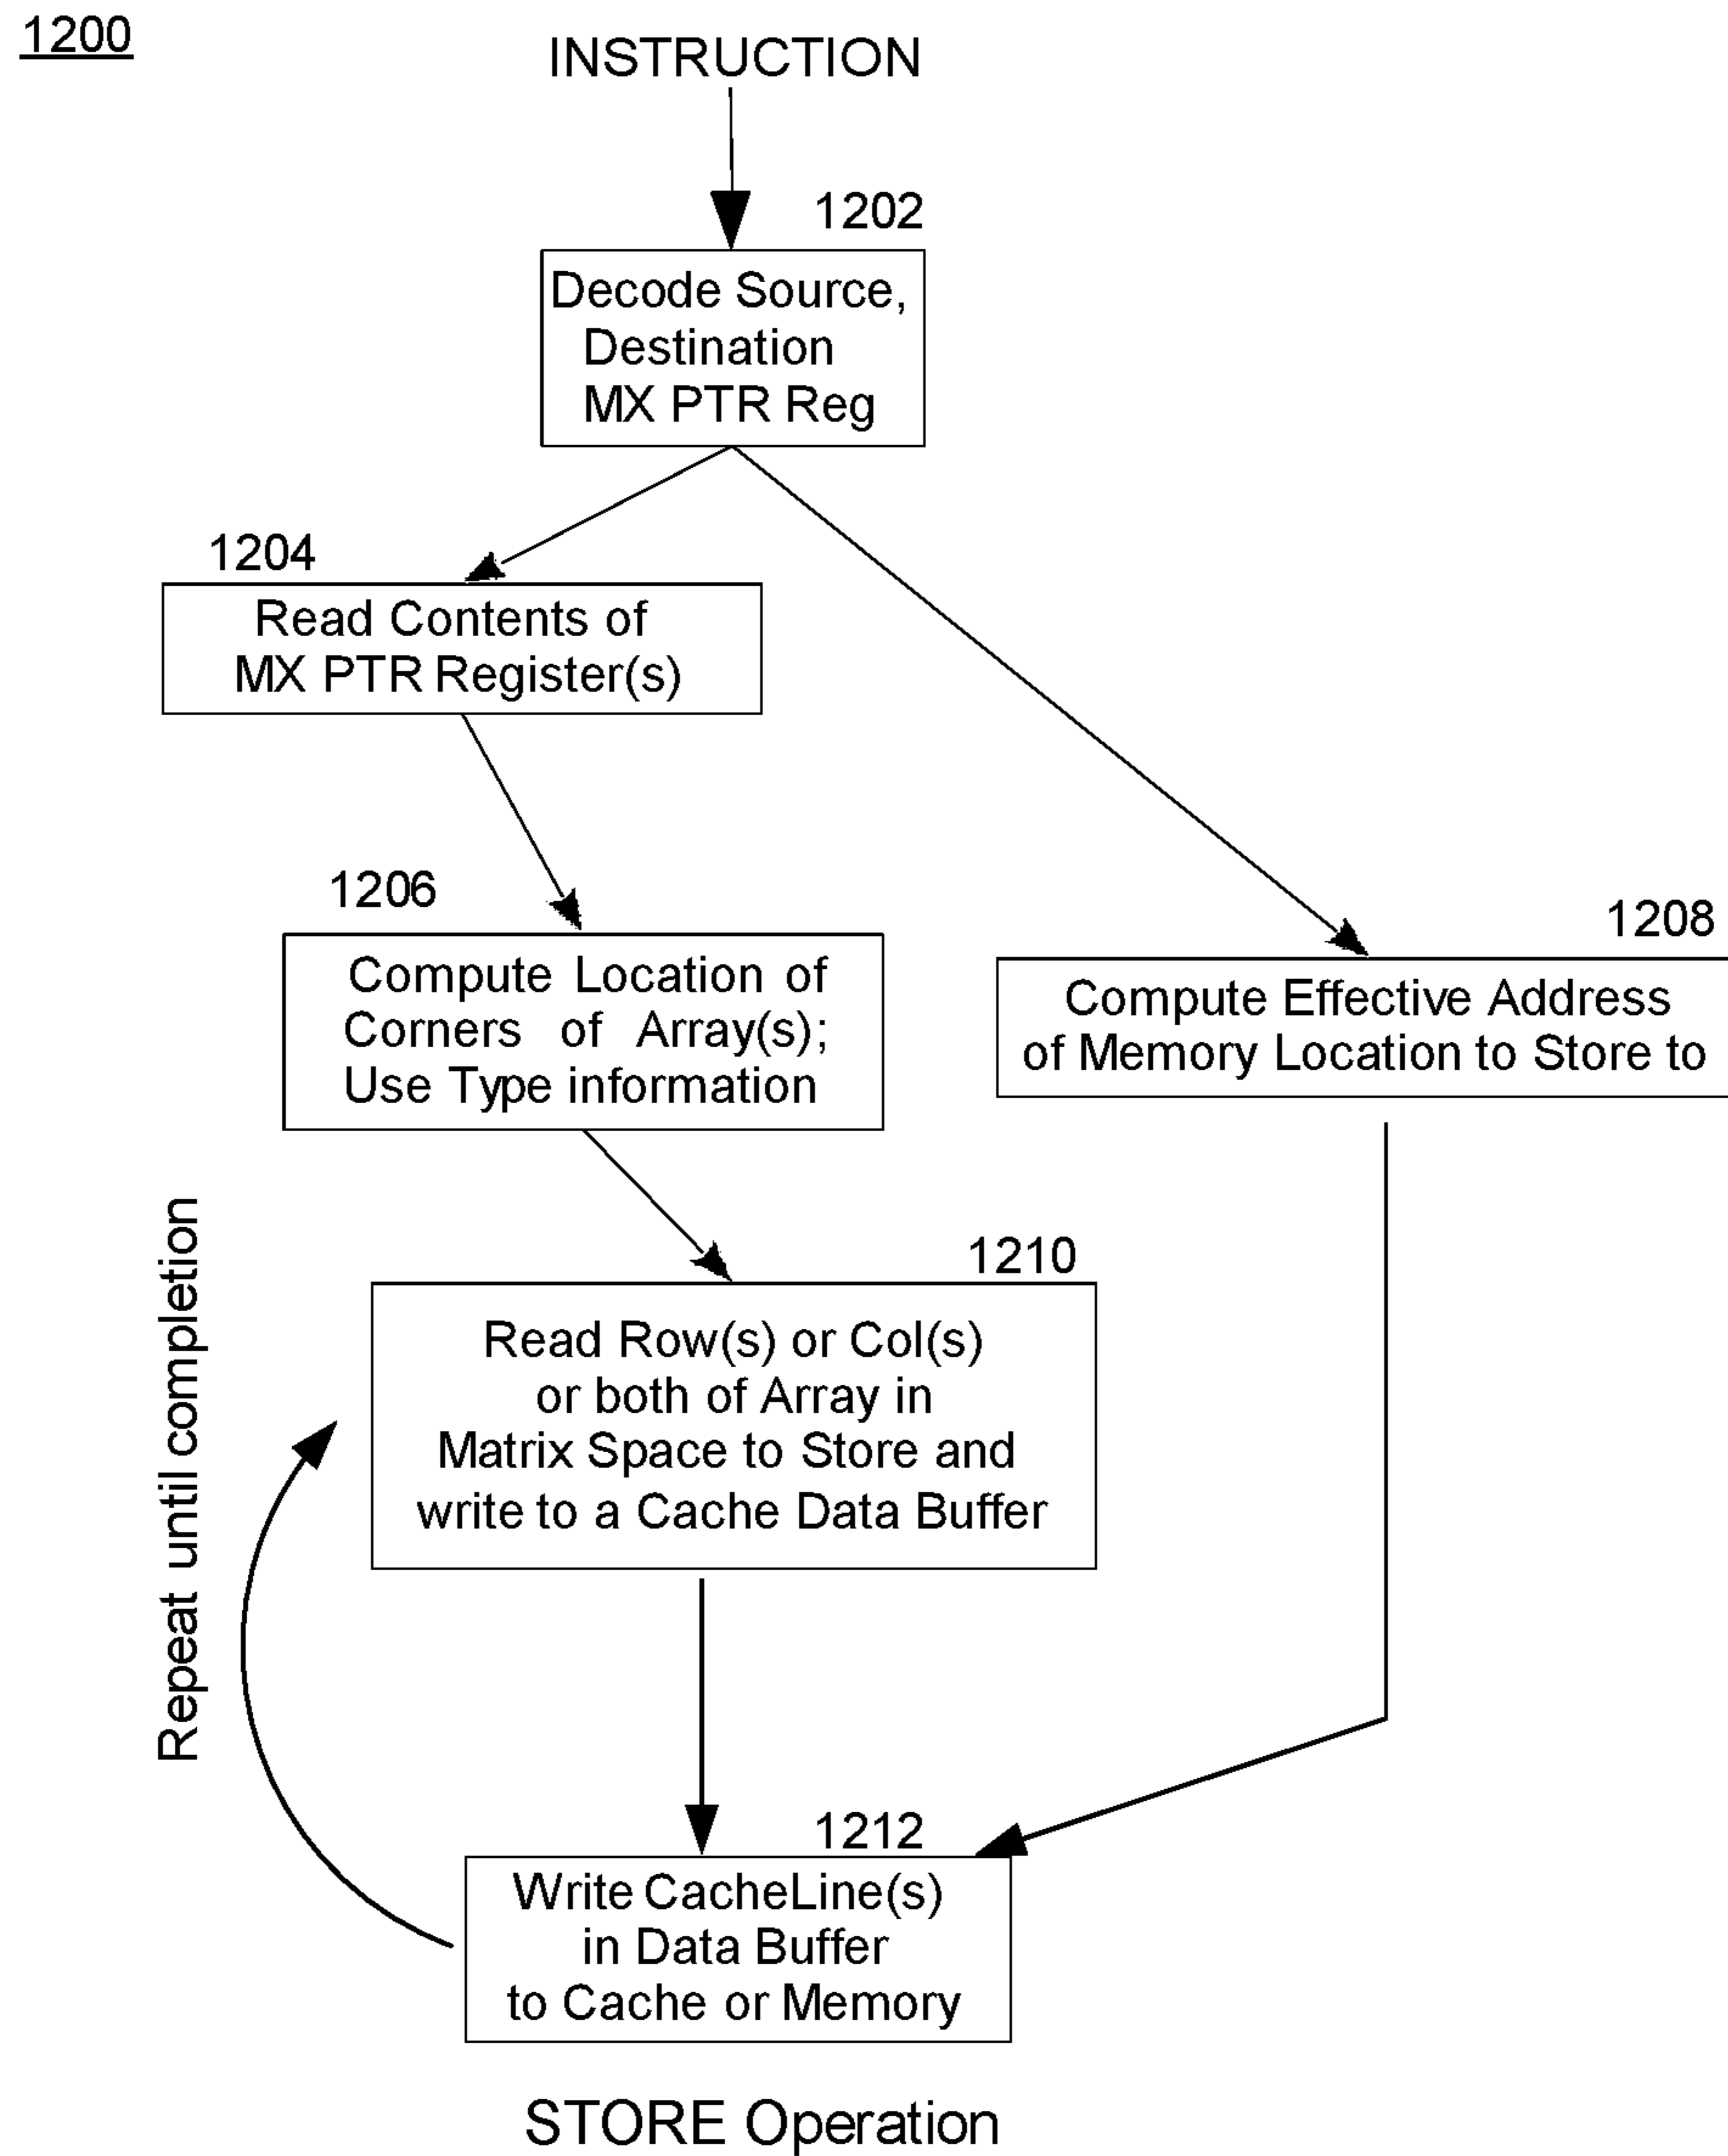 1200
INSTRUCTION
1202
Decode Source,
Destination
MX PTR Reg
1204
Read Contents of
MX PTR Register(s)
1206
Compute Location of
Corners of Array(s);
Use Type information
1208
Compute Effective Address
of Memory Location to Store to
1210
Read Row(s) or Col(s)
or both of Array in
Matrix Space to Store and
write to a Cache Data Buffer
Repeat until completion
1212
Write CacheLine(s)
in Data Buffer
to Cache or Memory
STORE Operation